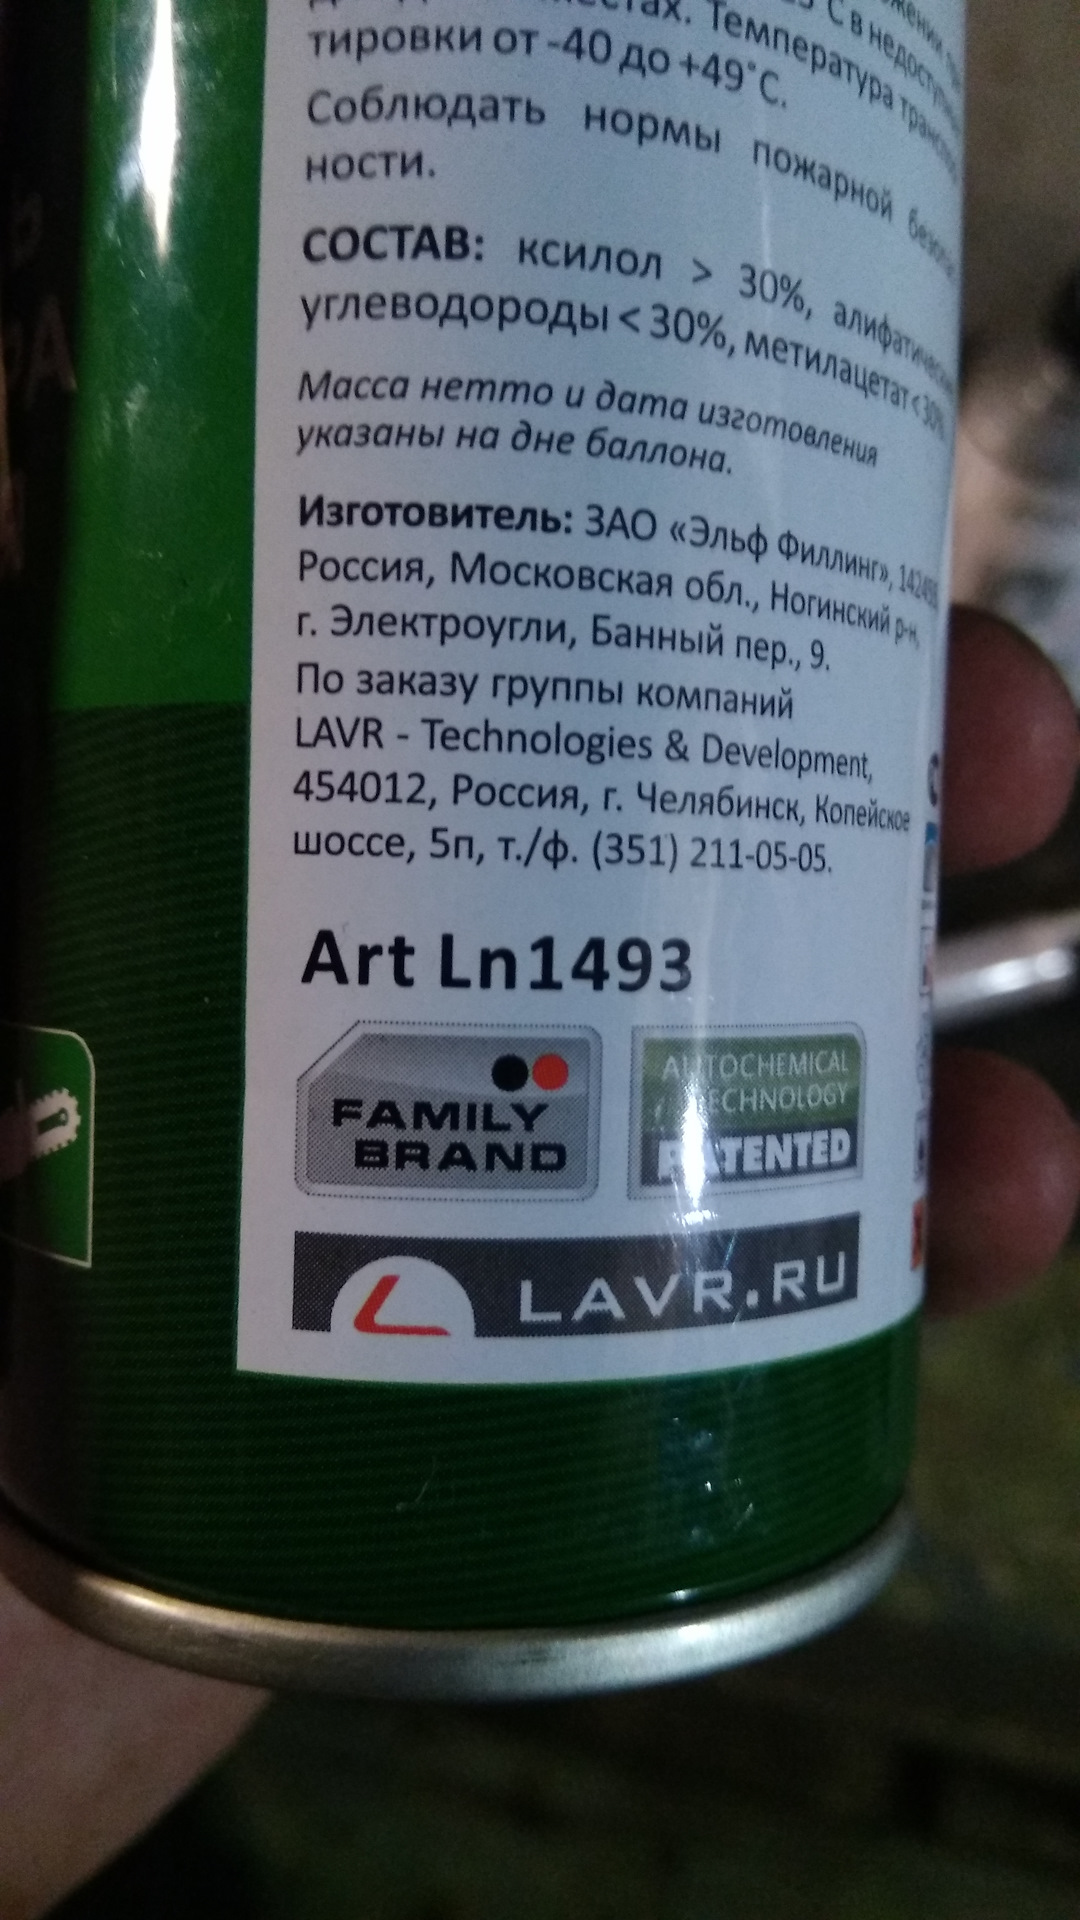 Температура
тировки от -40 до +49°C.
Соблюдать нормы пожарной
ности.
СОСТАВ: ксилол > 30%,
углеводороды < 30%, метилацетат < 30%
Масса нетто и дата изготовления
указаны на дне баллона.
Изготовитель: ЗАО «Эльф Филлинг»,
Россия, Московская обл., Ногинский р-н,
г. Электроугли, Банный пер., 9.
По заказу группы компаний
LAVR - Technologies & Development,
454012, Россия, г. Челябинск, Копейское
шоссе, 5п, т./ф. (351) 211-05-05.
Art Ln1493
FAMILY
BRAND
AUTOCHEMICAL
TECHNOLOGY
PATENTED
LAVR.RU